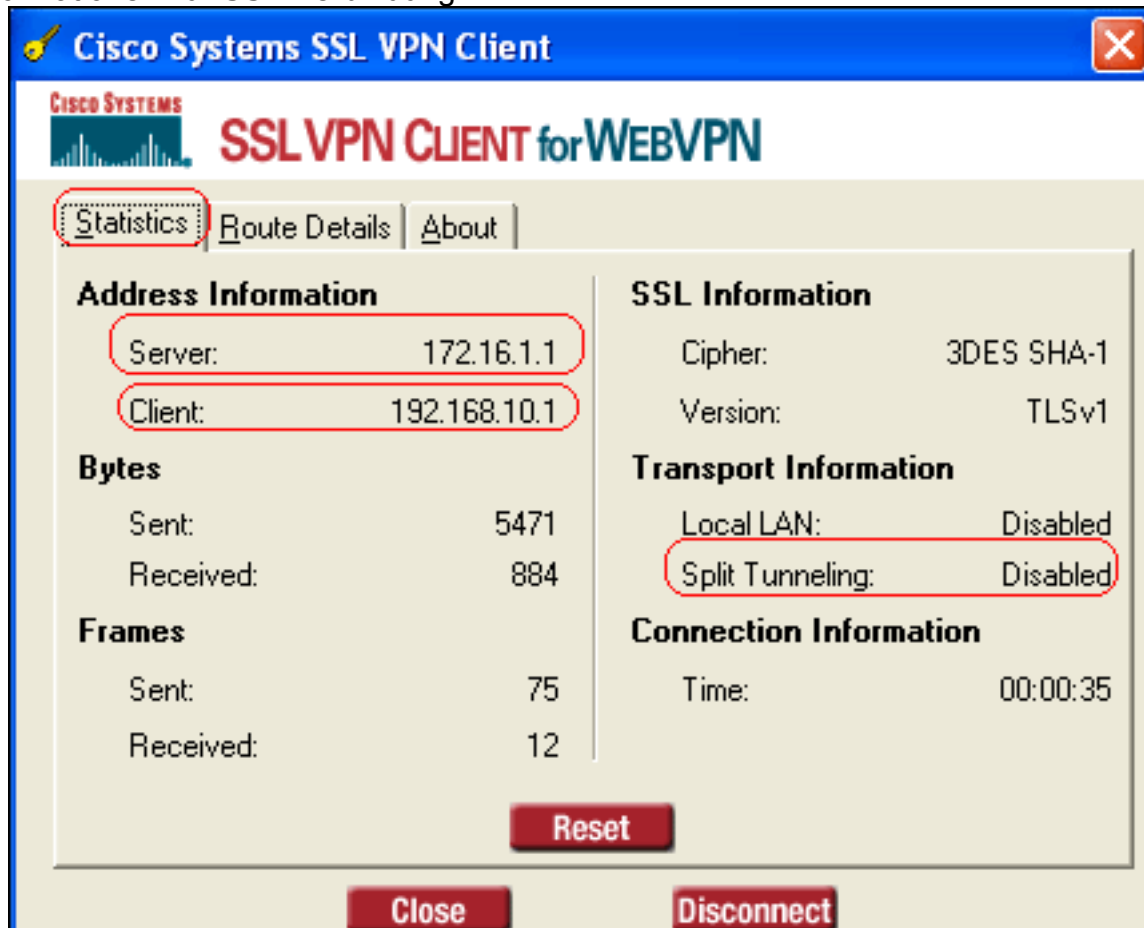 Cisco Systems SSL VPN Client
CISCO SYSTEMS
SSL VPN CLIENT for WEBVPN
Statistics Route Details About
Address Information
Server: 172.16.1.1
Client: 192.168.10.1
Bytes
Sent: 5471
Received: 884
Frames
Sent: 75
Received: 12
SSL Information
Cipher: 3DES SHA-1
Version: TLSv1
Transport Information
Local LAN: Disabled
Split Tunneling: Disabled
Connection Information
Time: 00:00:35
Reset
Close Disconnect